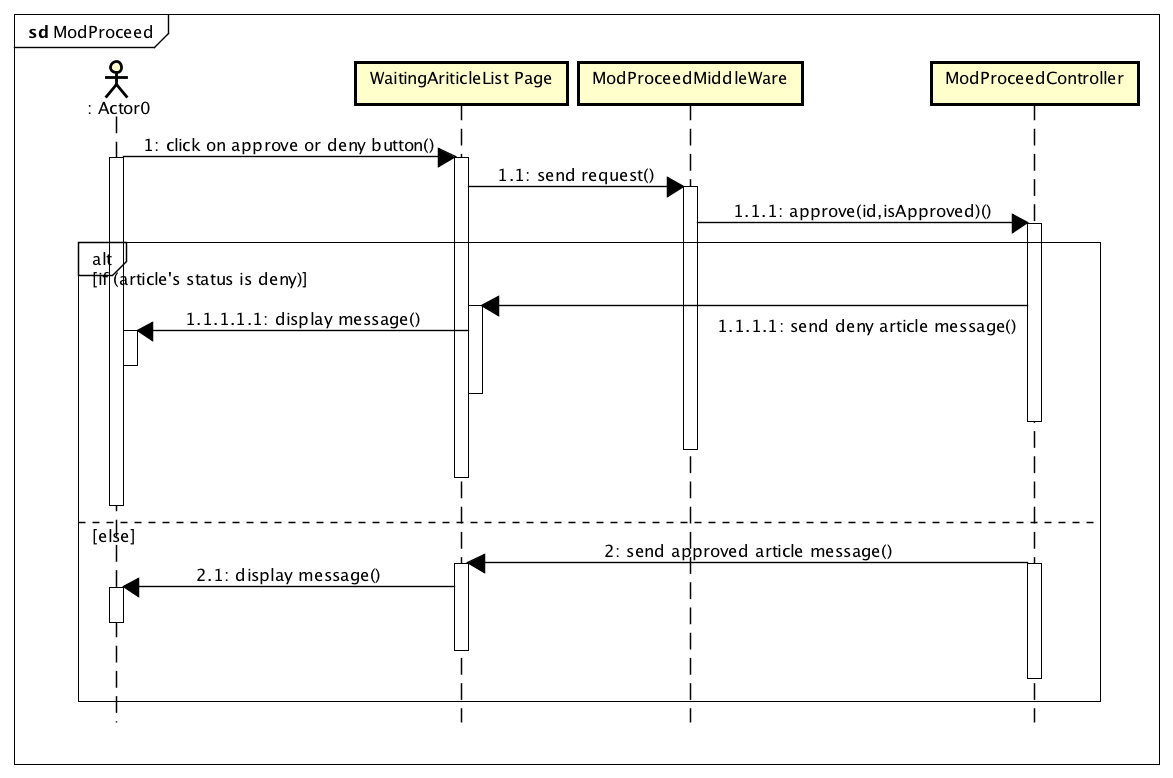 sd ModProceed
: Actor0
WaitingAriticleList Page
ModProceedMiddleWare
ModProceedController
1: click on approve or deny button()
1.1: send request()
1.1.1: approve(id,isApproved)()
alt
[if (article's status is deny)]
1.1.1.1.1: display message()
1.1.1.1: send deny article message()
[else]
2: send approved article message()
2.1: display message()